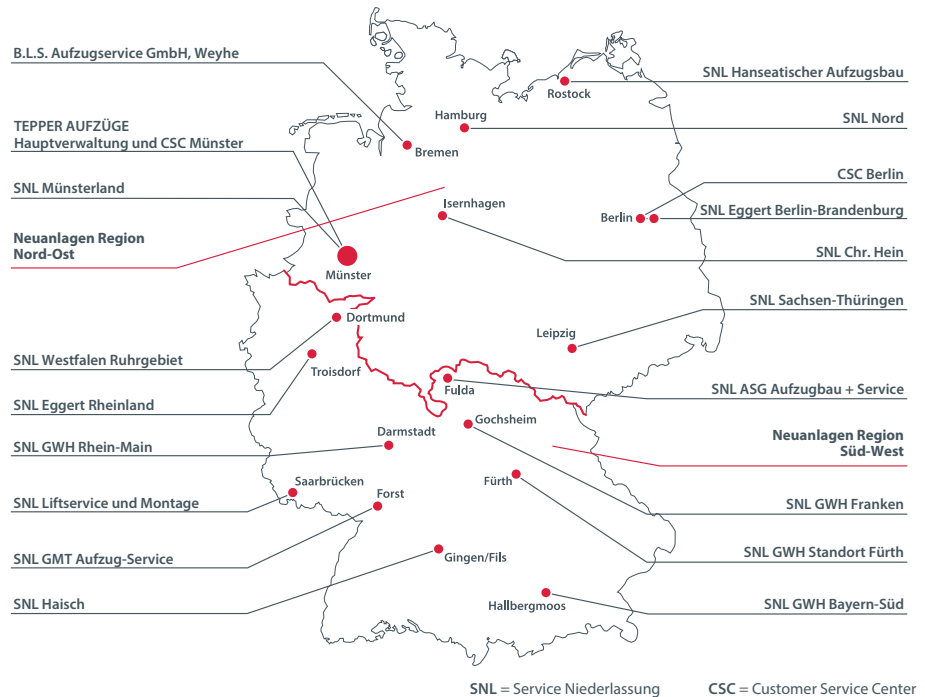 B.L.S. Aufzugservice GmbH, Weyhe
TEPPER AUFZÜGE
Hauptverwaltung und CSC Münster
SNL Münsterland
Neuanlagen Region
Nord-Ost
SNL Westfalen Ruhrgebiet
SNL Eggert Rheinland
SNL GWH Rhein-Main
SNL Liftservice und Montage
SNL GMT Aufzug-Service
SNL Haisch
Rostock
Hamburg
Bremen
Isernhagen
Berlin
Münster
Dortmund
Leipzig
Troisdorf
Fulda
Gochsheim
Darmstadt
Saarbrücken
Forst
Fürth
Gingen/Fils
Hallbergmoos
SNL Hanseatischer Aufzugsbau
SNL Nord
CSC Berlin
SNL Eggert Berlin-Brandenburg
SNL Chr. Hein
SNL Sachsen-Thüringen
SNL ASG Aufzugbau + Service
Neuanlagen Region
Süd-West
SNL GWH Franken
SNL GWH Standort Fürth
SNL GWH Bayern-Süd
SNL = Service Niederlassung CSC = Customer Service Center